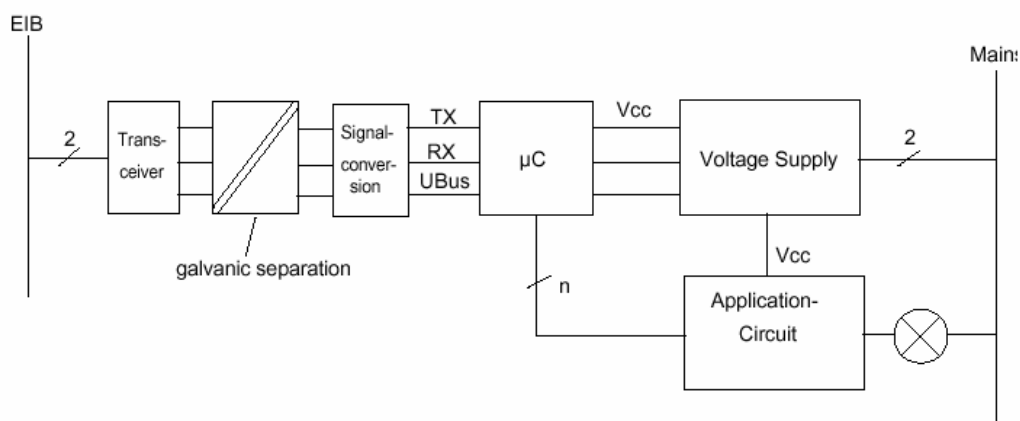 EIB
Mains
2
Trans-
ceiver
galvanic separation
Signal-
conver-
sion
TX
RX
UBus
µC
Vcc
Voltage Supply
2
n
Vcc
Application-
Circuit